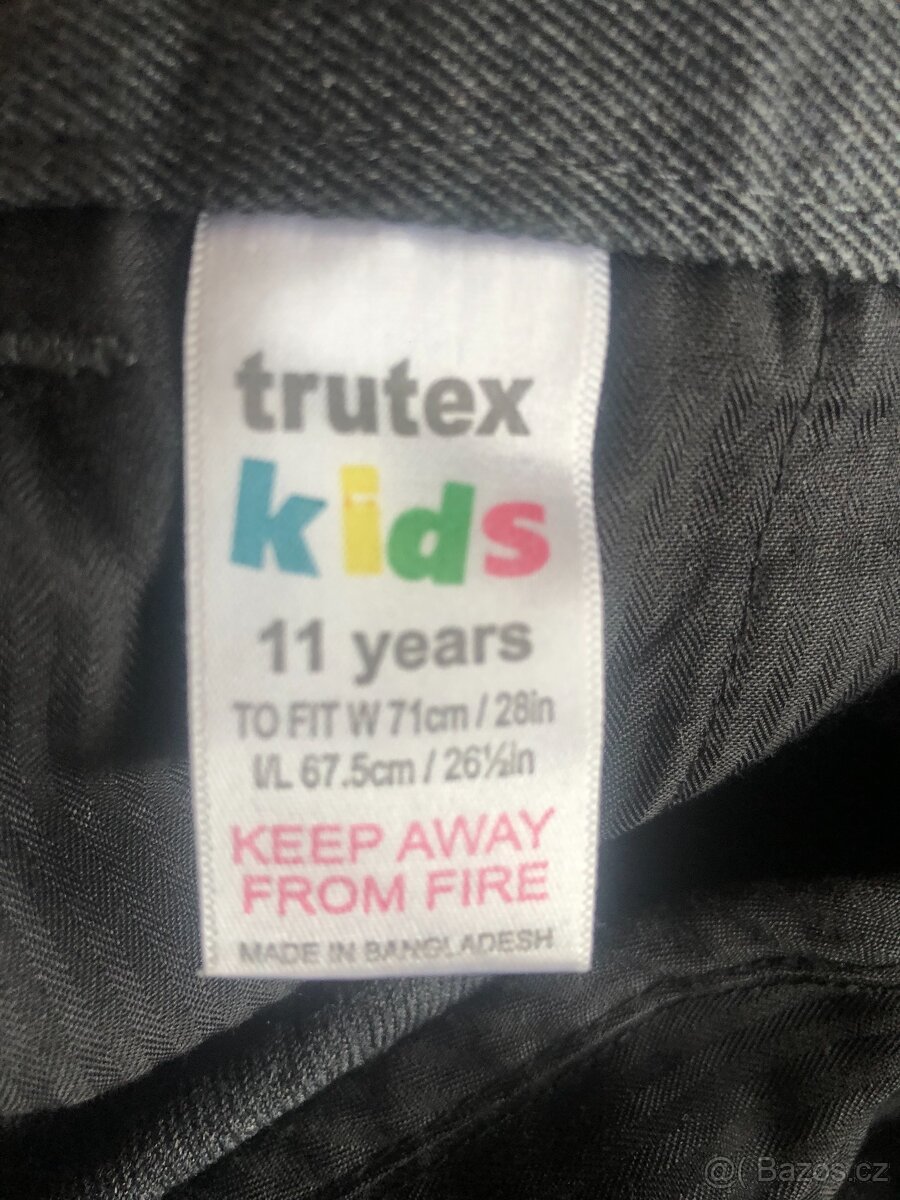 trutex
kids
11 years
TO FIT W 71cm / 28in
I/L 67.5cm / 26½in
KEEP AWAY
FROM FIRE
MADE IN BANGLADESH
@( Bazos.cz